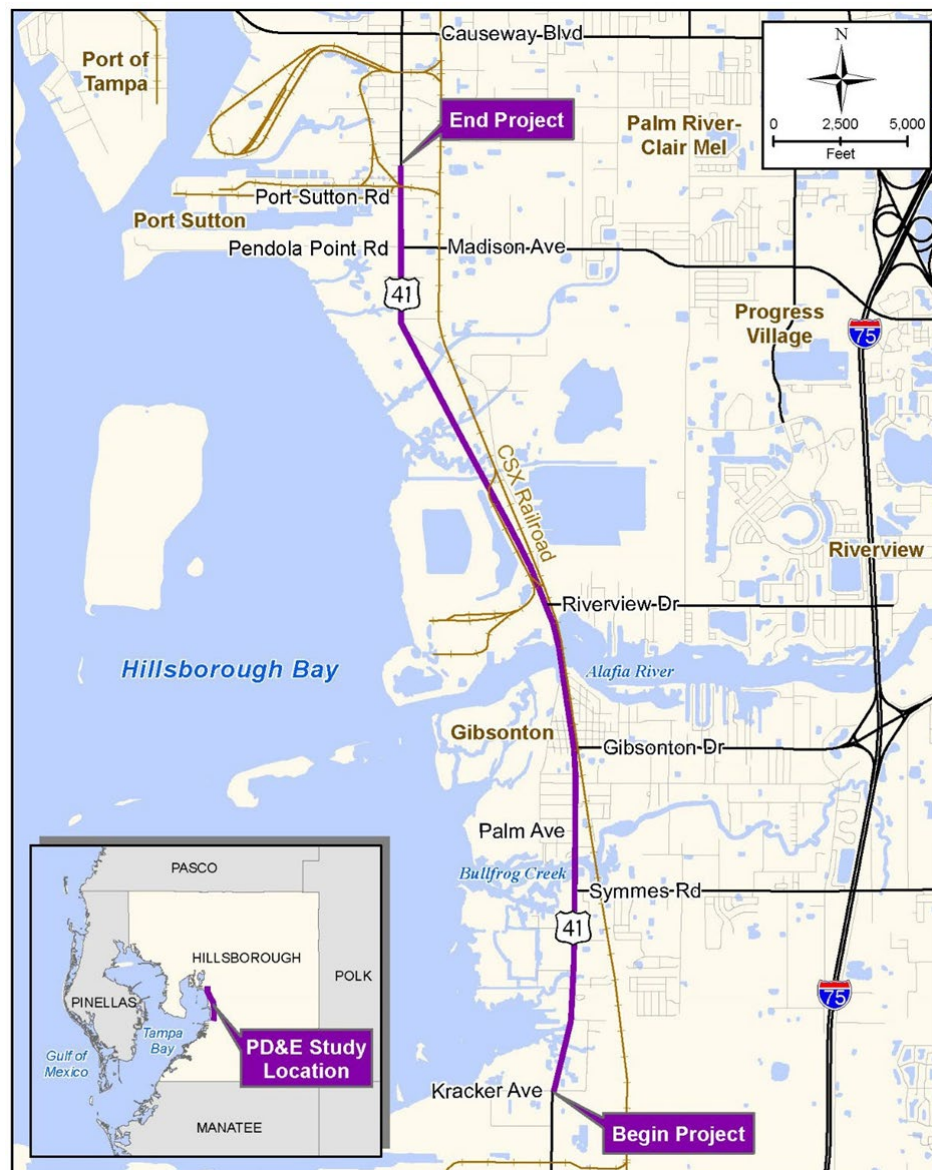 Causeway Blvd
Port of
Tampa
N
0 2,500 5,000
Feet
End Project
Palm River-
Clair Mel
Port Sutton Rd
Port Sutton
Pendola Point Rd
Madison Ave
41
Progress
Village
75
CSX Railroad
Riverview
Riverview Dr
Hillsborough Bay
Alafia River
Gibsonton
Gibsonton Dr
Palm Ave
Bullfrog Creek
Symmes Rd
41
75
Kracker Ave
Begin Project
PASCO
HILLSBOROUGH
POLK
PINELLAS
Tampa
Bay
Gulf of
Mexico
PD&E Study
Location
MANATEE